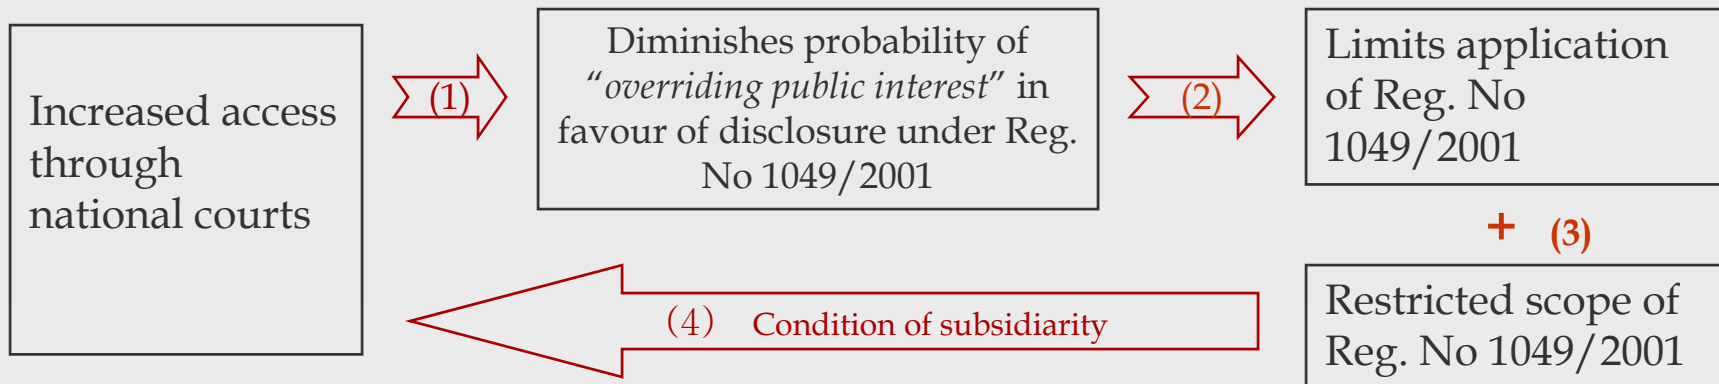 Increased access
through
national courts
(1)
Diminishes probability of
“overriding public interest” in
favour of disclosure under Reg.
No 1049/2001
(2)
Limits application
of Reg. No
1049/2001
+ (3)
Restricted scope of
Reg. No 1049/2001
(4) Condition of subsidiarity